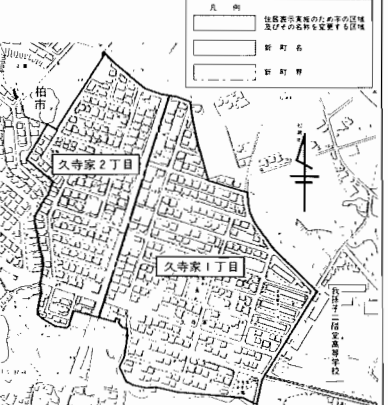 凡例
住居表示実施のため字の区域
及びその名称を変更する区域
新町名
新町界
柏市
久寺家2丁目
久寺家1丁目
我孫子二階堂高等学校